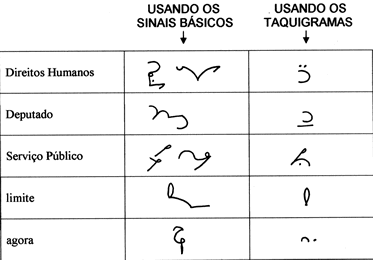 USANDO OS SINAIS BÁSICOS
USANDO OS TAQUIGRAMAS
Direitos Humanos
Deputado
Serviço Público
limite
agora